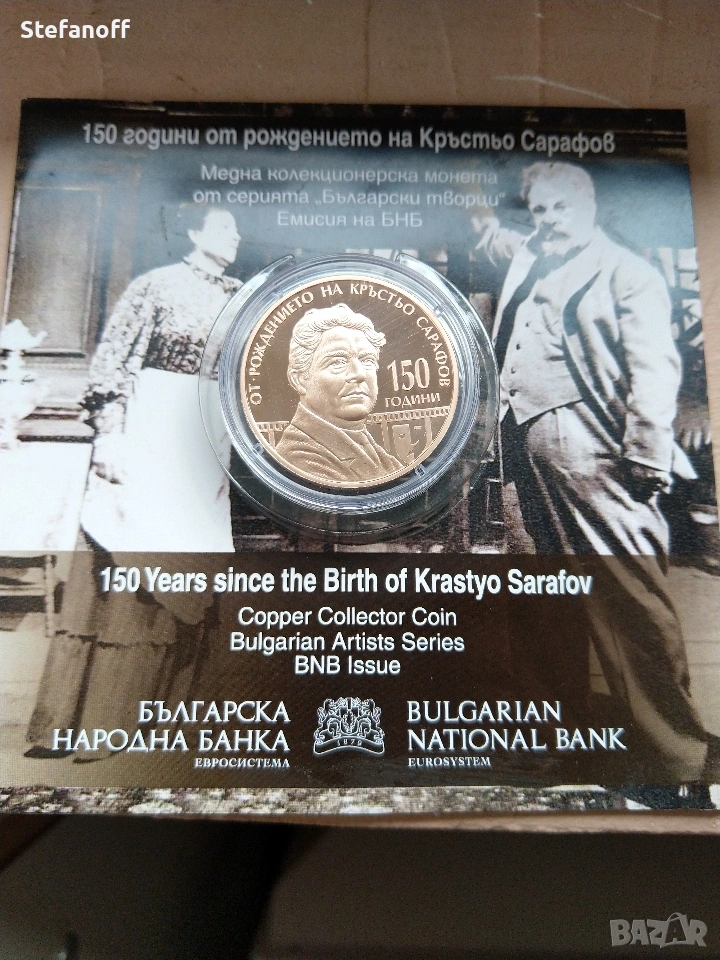 Stefanoff
150 години от рождението на Кръстьо Сарафов
Медна колекционерска монета
от серията „Български творци“
Емисия на БНБ
ОТ РОЖДЕНИЕТО НА КРЪСТЬО САРАФОВ
150
ГОДИНИ
150 Years since the Birth of Krastyo Sarafov
Copper Collector Coin
Bulgarian Artists Series
BNB Issue
БЪЛГАРСКА
НАРОДНА БАНКА
ЕВРОСИСТЕМА
1879
BULGARIAN
NATIONAL BANK
EUROSYSTEM
BAZAR